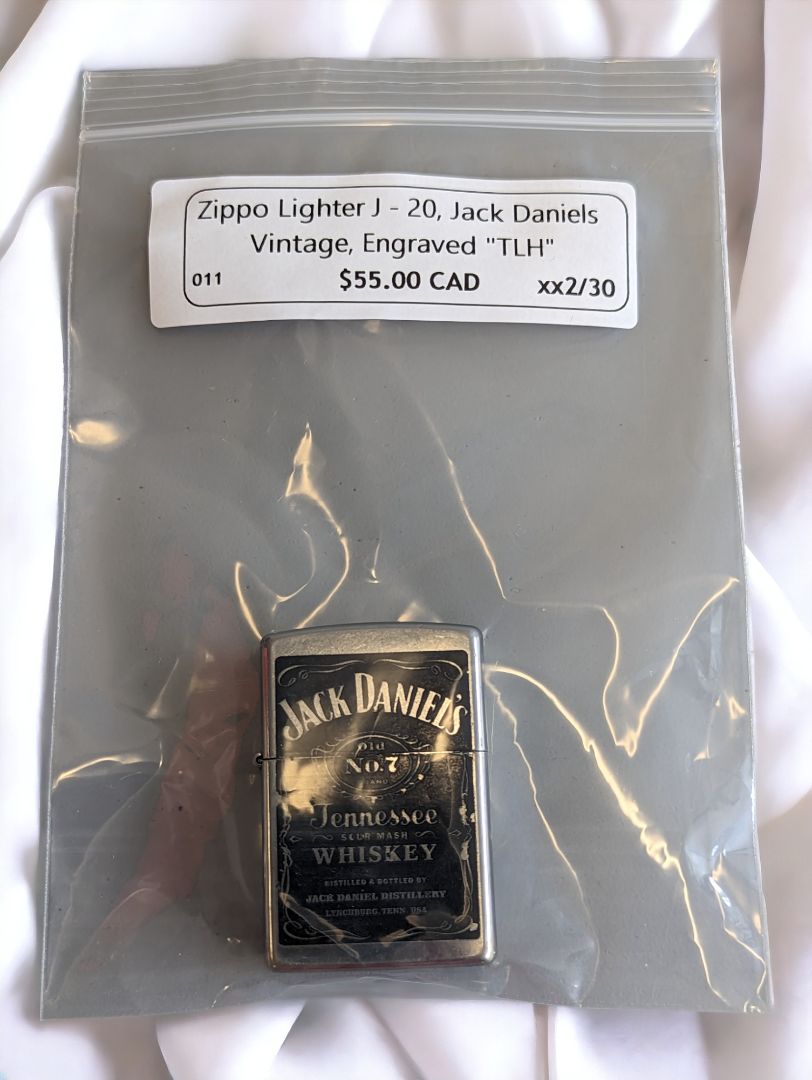 Zippo Lighter J - 20, Jack Daniels
Vintage, Engraved "TLH"
011 $55.00 CAD xx2/30
JACK DANIEL'S
Old
No.7
BRAND
Tennessee
SOUR MASH
WHISKEY
DISTILLED & BOTTLED BY
JACK DANIEL DISTILLERY
LYNCHBURG, TENN. USA